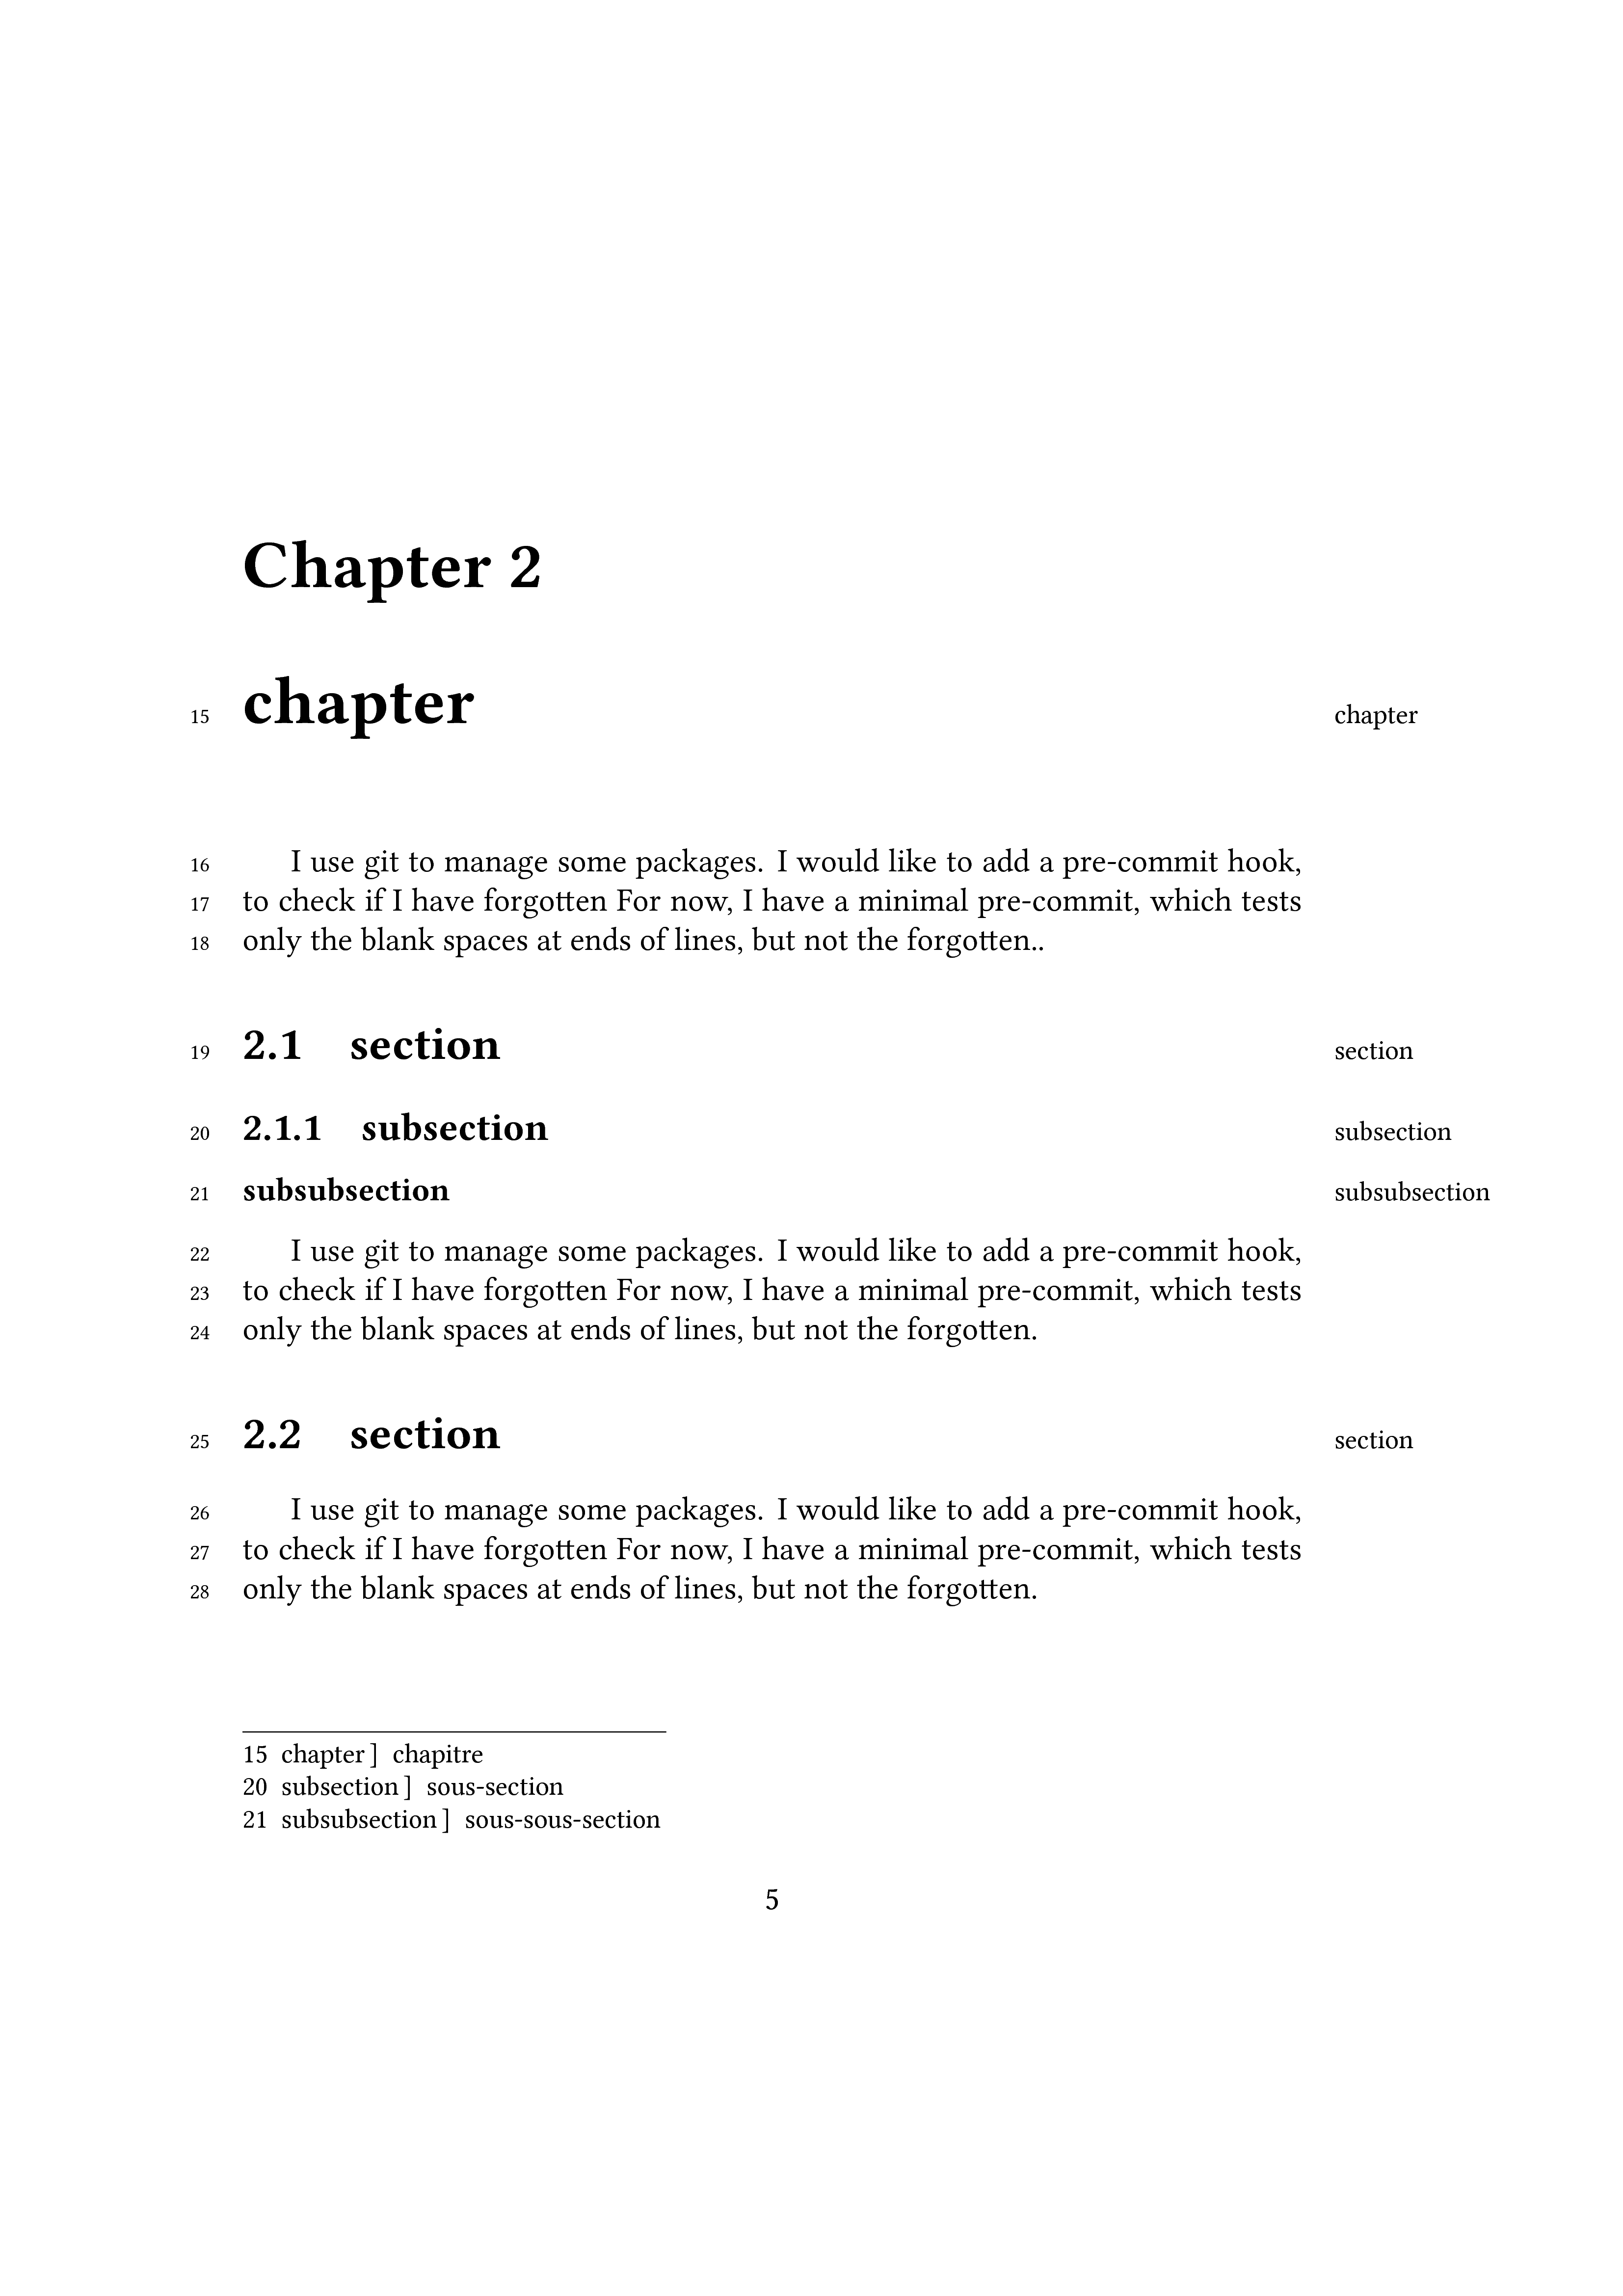 Chapter 2
15 chapter chapter
16 I use git to manage some packages. I would like to add a pre-commit hook,
17 to check if I have forgotten For now, I have a minimal pre-commit, which tests
18 only the blank spaces at ends of lines, but not the forgotten..
19 2.1 section section
20 2.1.1 subsection subsection
21 subsubsection subsubsection
22 I use git to manage some packages. I would like to add a pre-commit hook,
23 to check if I have forgotten For now, I have a minimal pre-commit, which tests
24 only the blank spaces at ends of lines, but not the forgotten.
25 2.2 section section
26 I use git to manage some packages. I would like to add a pre-commit hook,
27 to check if I have forgotten For now, I have a minimal pre-commit, which tests
28 only the blank spaces at ends of lines, but not the forgotten.
15 chapter ] chapitre
20 subsection ] sous-section
21 subsubsection ] sous-sous-section
5